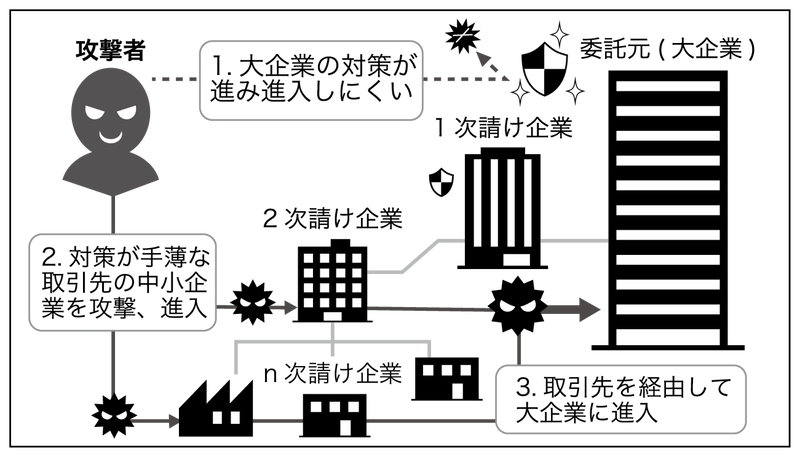 攻撃者
1. 大企業の対策が
進み進入しにくい
委託元 ( 大企業 )
1 次請け企業
2 次請け企業
2. 対策が手薄な
取引先の中小企
業を攻撃、進入
n 次請け企業
3. 取引先を経由して
大企業に進入